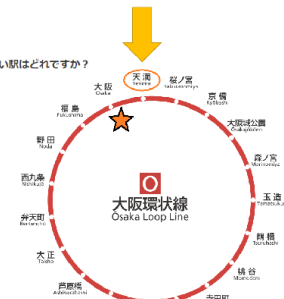 い駅はどれですか？
天満
Temma
桜ノ宮
Sakuranomiya
大阪
Osaka
京橋
Kyobashi
福島
Fukushima
大阪城公園
Osakajokoen
野田
Noda
森ノ宮
Morinomiya
西九条
Nishikujo
玉造
Tamatsukuri
O
大阪環状線
Osaka Loop Line
弁天町
Bentencho
鶴橋
Tsuruhashi
大正
Taisho
桃谷
Momodani
芦原橋
Ashiharabashi
寺田町